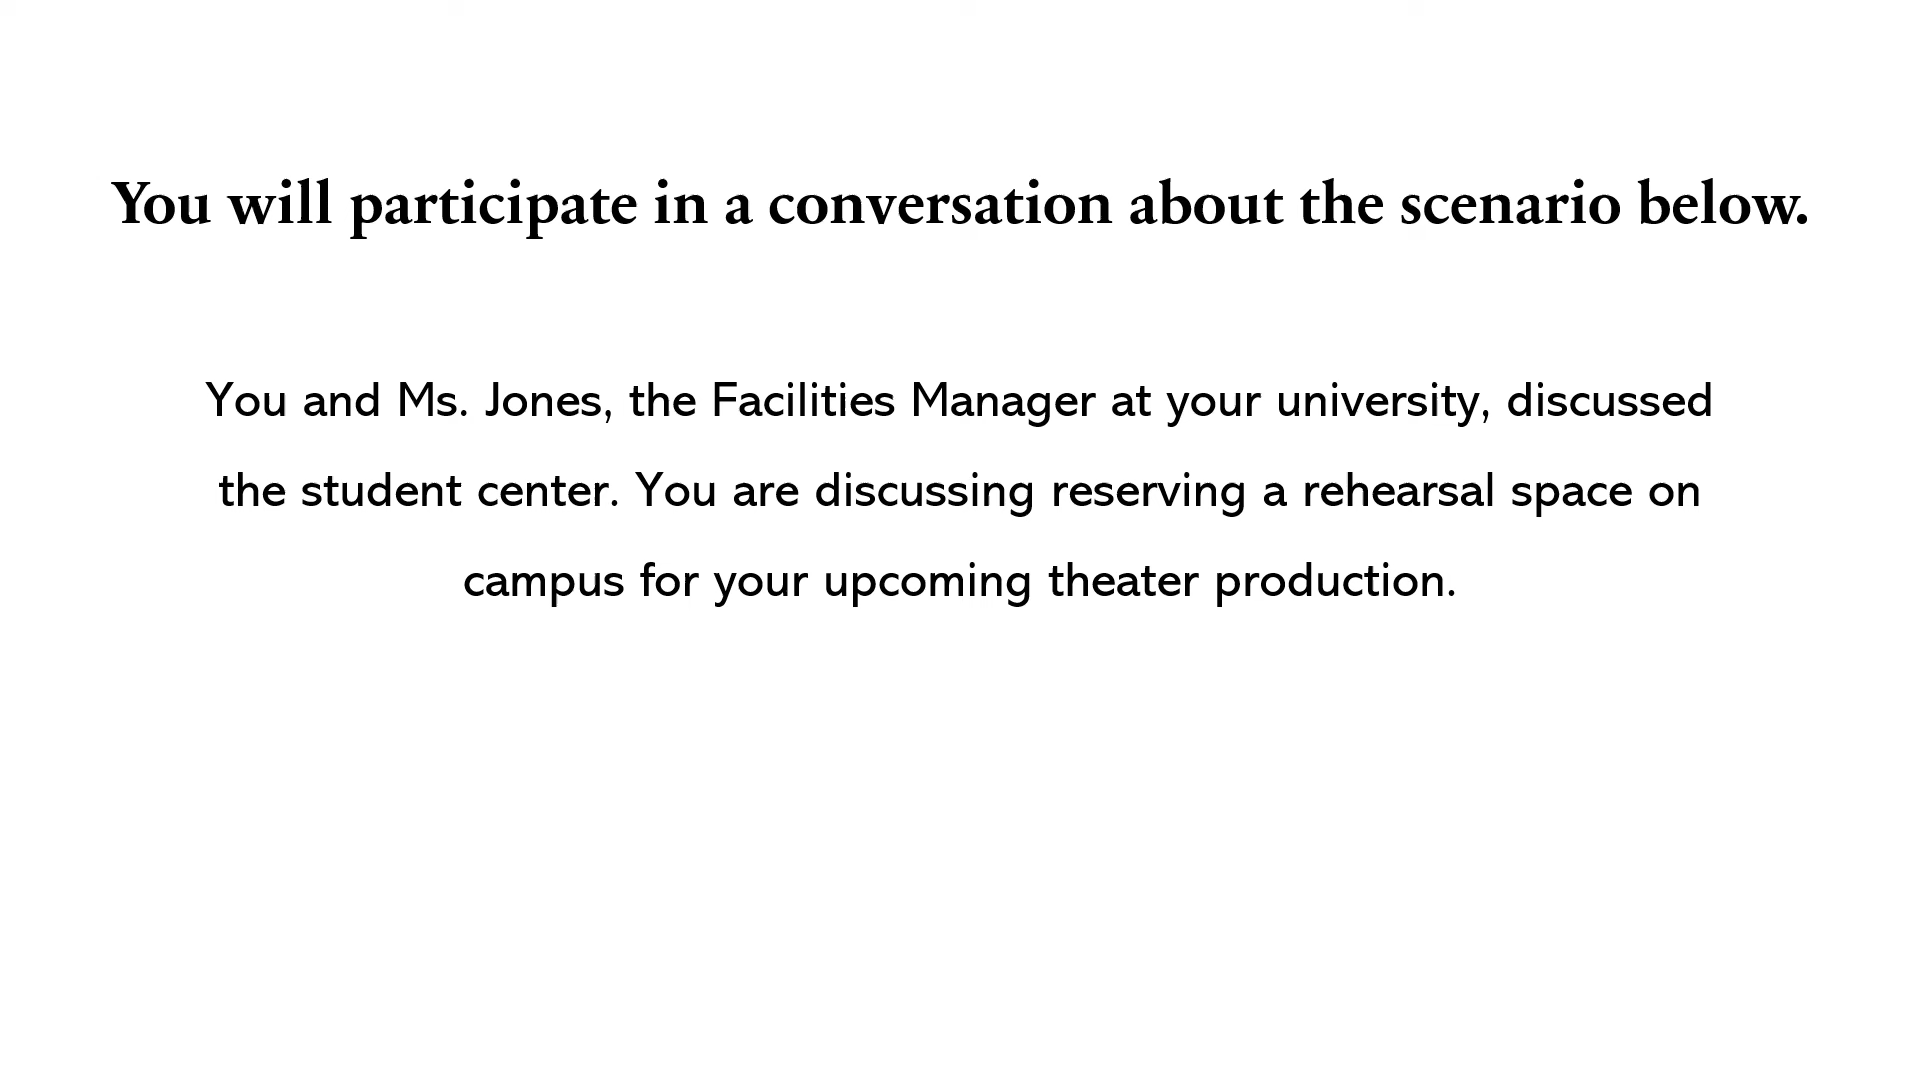 You will participate in a conversation about the scenario below.
You and Ms. Jones, the Facilities Manager at your university, discussed
the student center. You are discussing reserving a rehearsal space on
campus for your upcoming theater production.